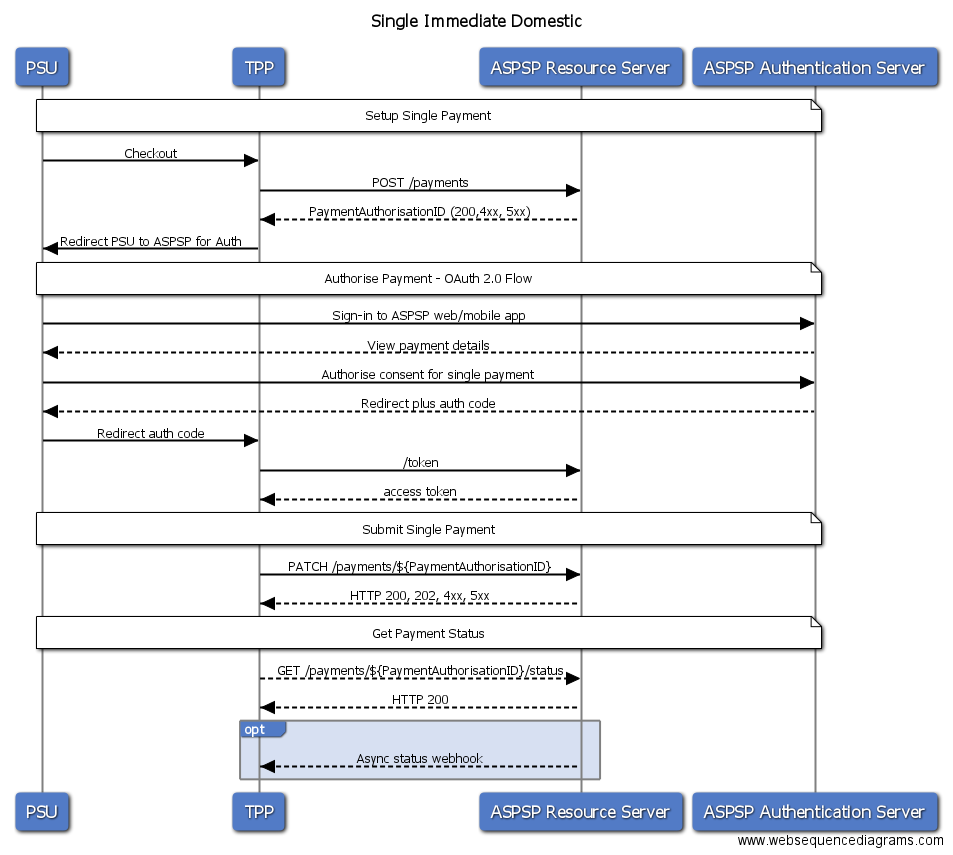 Single Immediate Domestic
PSU
TPP
ASPSP Resource Server
ASPSP Authentication Server
Setup Single Payment
Checkout
POST /payments
PaymentAuthorisationID (200,4xx, 5xx)
Redirect PSU to ASPSP for Auth
Authorise Payment - OAuth 2.0 Flow
Sign-in to ASPSP web/mobile app
View payment details
Authorise consent for single payment
Redirect plus auth code
Redirect auth code
/token
access token
Submit Single Payment
PATCH /payments/${PaymentAuthorisationID}
HTTP 200, 202, 4xx, 5xx
Get Payment Status
GET /payments/${PaymentAuthorisationID}/status
HTTP 200
opt
Async status webhook
PSU
TPP
ASPSP Resource Server
ASPSP Authentication Server
www.websequencediagrams.com